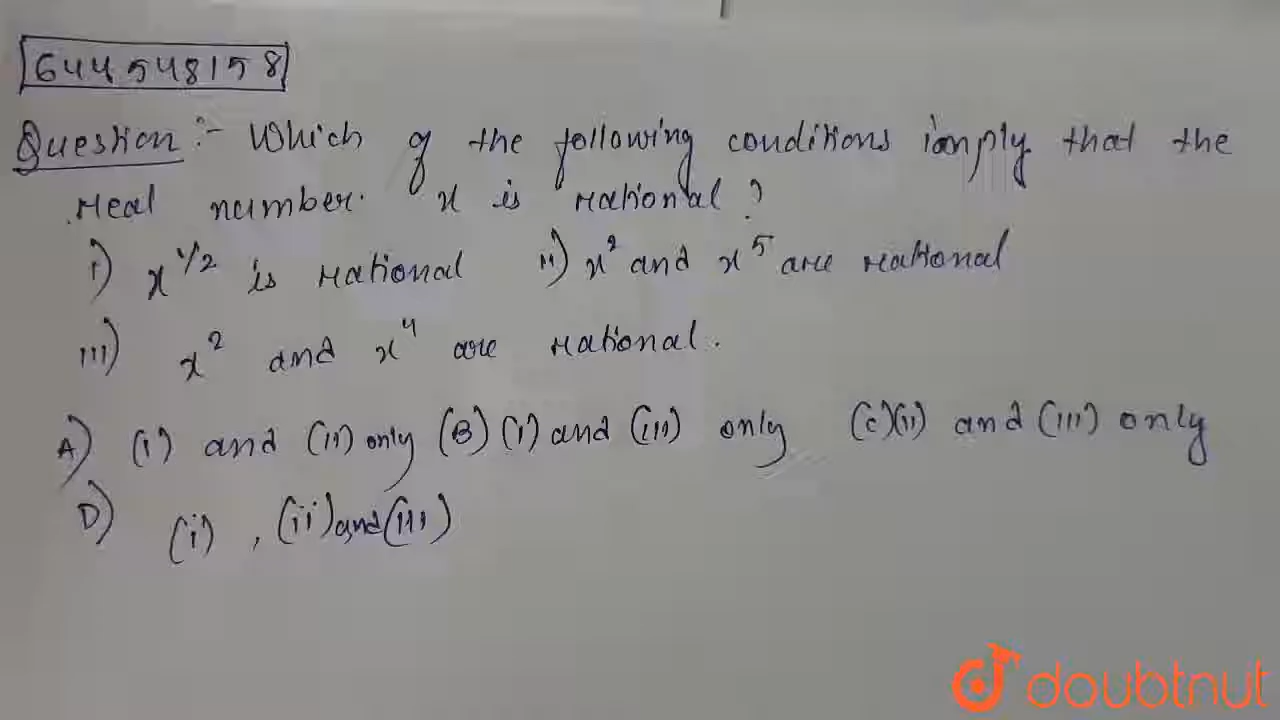 644548158
Question :- Which of the following conditions imply that the
real number. x is rational ?
i) x^1/2 is rational ii) x^2 and x^5 are rational
iii) x^2 and x^4 are rational.
A) (i) and (ii) only (B) (i) and (iii) only (c)(ii) and (iii) only
D) (i) , (ii) and (iii)
doubtnut